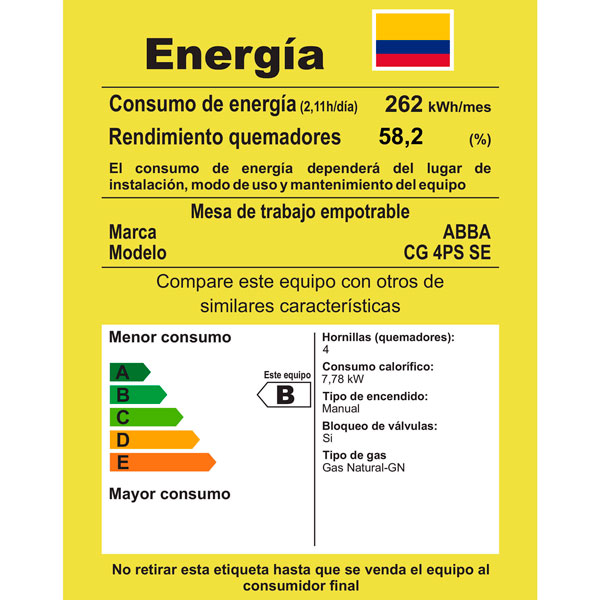 Energía
Consumo de energía (2,11h/día) 262 kWh/mes
Rendimiento quemadores 58,2 (%)
El consumo de energía dependerá del lugar de
instalación, modo de uso y mantenimiento del equipo
Mesa de trabajo empotrable
Marca ABBA
Modelo CG 4PS SE
Compare este equipo con otros de
similares características
Menor consumo
A
B
C
D
E
Mayor consumo
Este equipo
B
Hornillas (quemadores):
4
Consumo calorífico:
7,78 kW
Tipo de encendido:
Manual
Bloqueo de válvulas:
Si
Tipo de gas
Gas Natural-GN
No retirar esta etiqueta hasta que se venda el equipo al
consumidor final